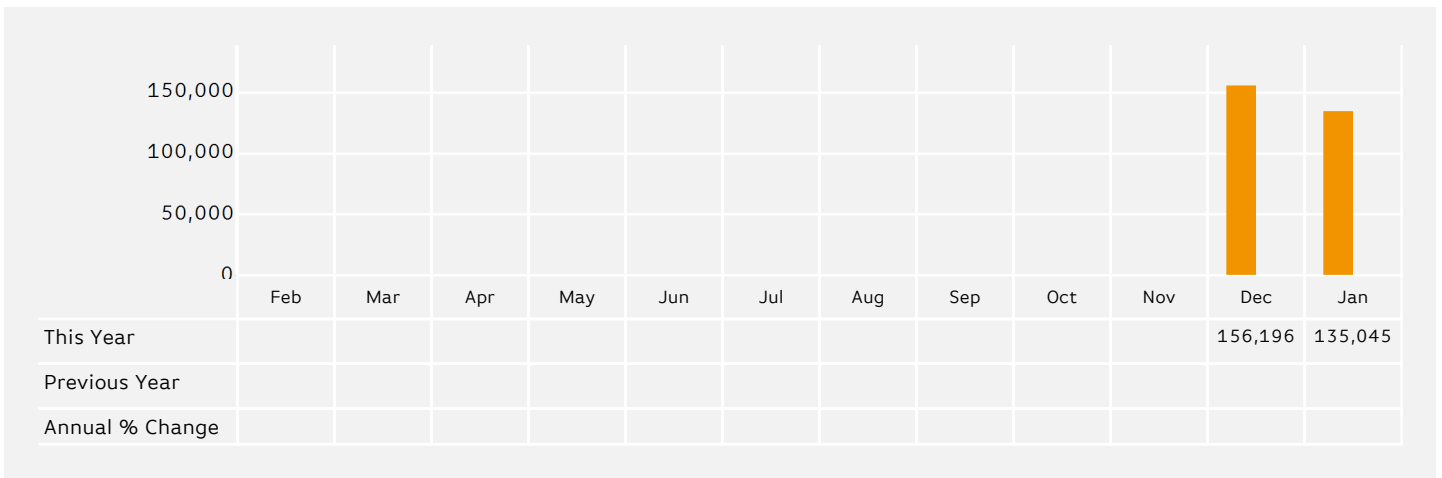 150,000
100,000
50,000
0
Feb Mar Apr May Jun Jul Aug Sep Oct Nov Dec Jan
This Year 156,196 135,045
Previous Year
Annual % Change